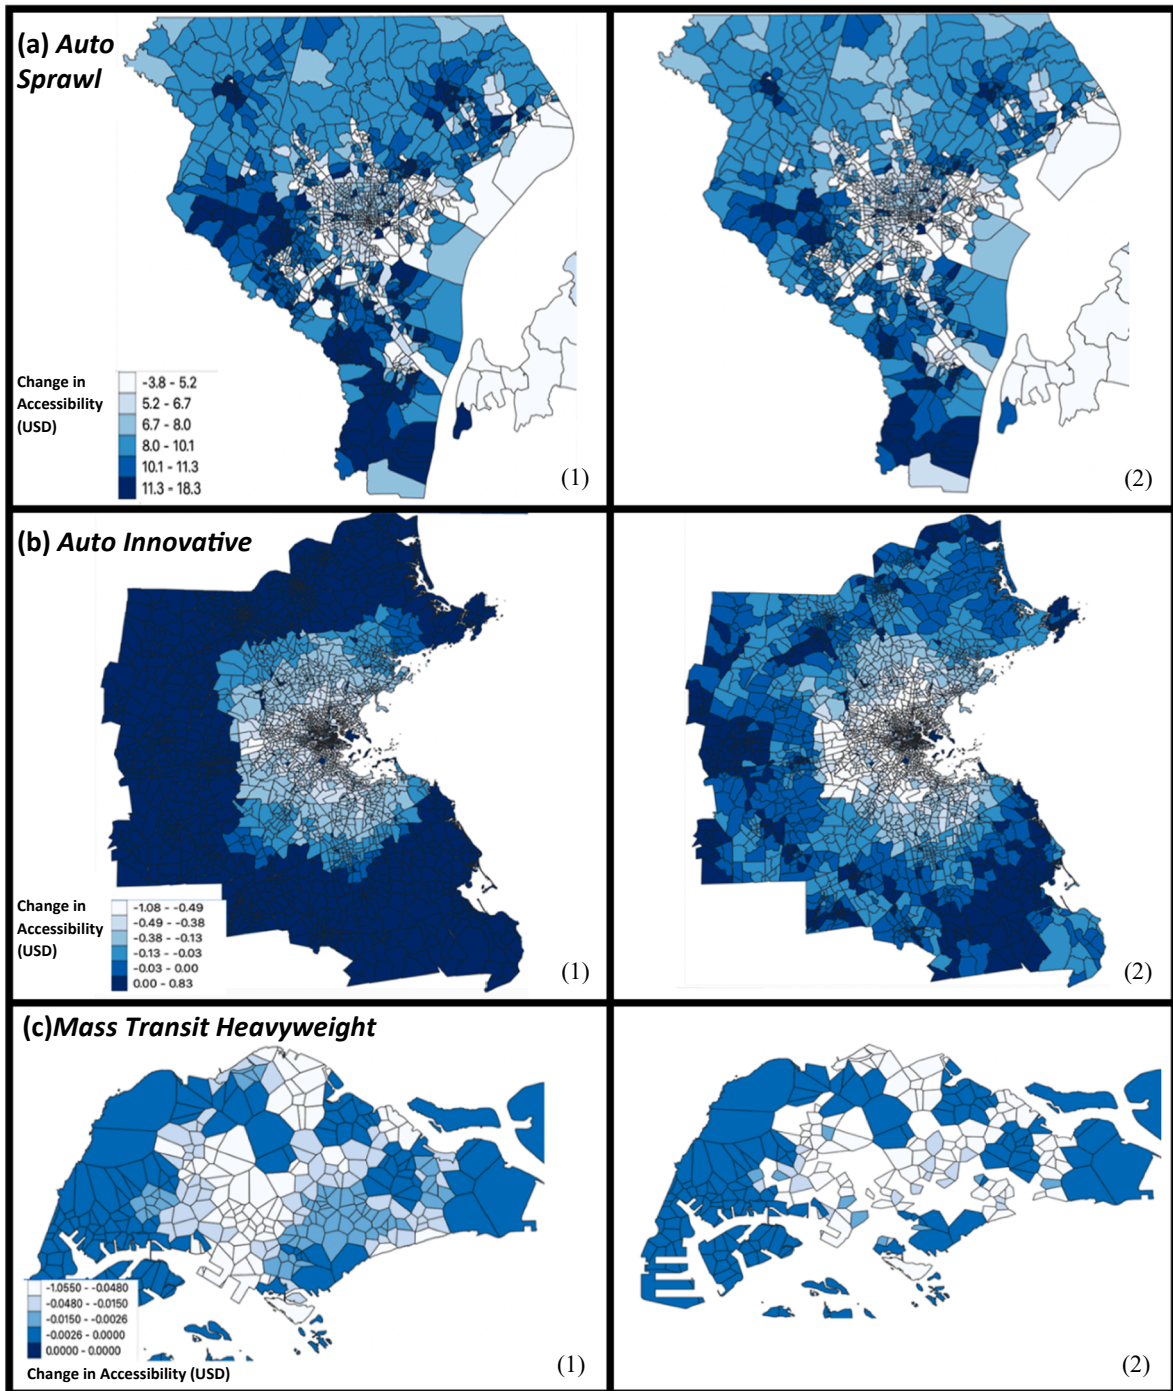 (a) Auto
Sprawl
Change in
Accessibility
(USD)
-3.8 - 5.2
5.2 - 6.7
6.7 - 8.0
8.0 - 10.1
10.1 - 11.3
11.3 - 18.3
(1)
(2)
(b) Auto Innovative
Change in
Accessibility
(USD)
-1.08 - -0.49
-0.49 - -0.38
-0.38 - -0.13
-0.13 - -0.03
-0.03 - 0.00
0.00 - 0.83
(1)
(2)
(c)Mass Transit Heavyweight
-1.0550 - -0.0480
-0.0480 - -0.0150
-0.0150 - -0.0026
-0.0026 - 0.0000
0.0000 - 0.0000
Change in Accessibility (USD)
(1)
(2)